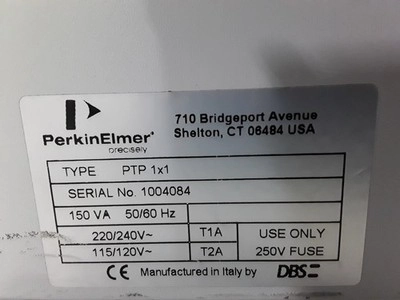 710 Bridgeport Avenue
Shelton, CT 06484 USA
PerkinElmer®
precisely
TYPE PTP 1x1
SERIAL No. 1004084
150 VA 50/60 Hz
220/240V~ T1A USE ONLY
115/120V~ T2A 250V FUSE
CE Manufactured in Italy by DBS